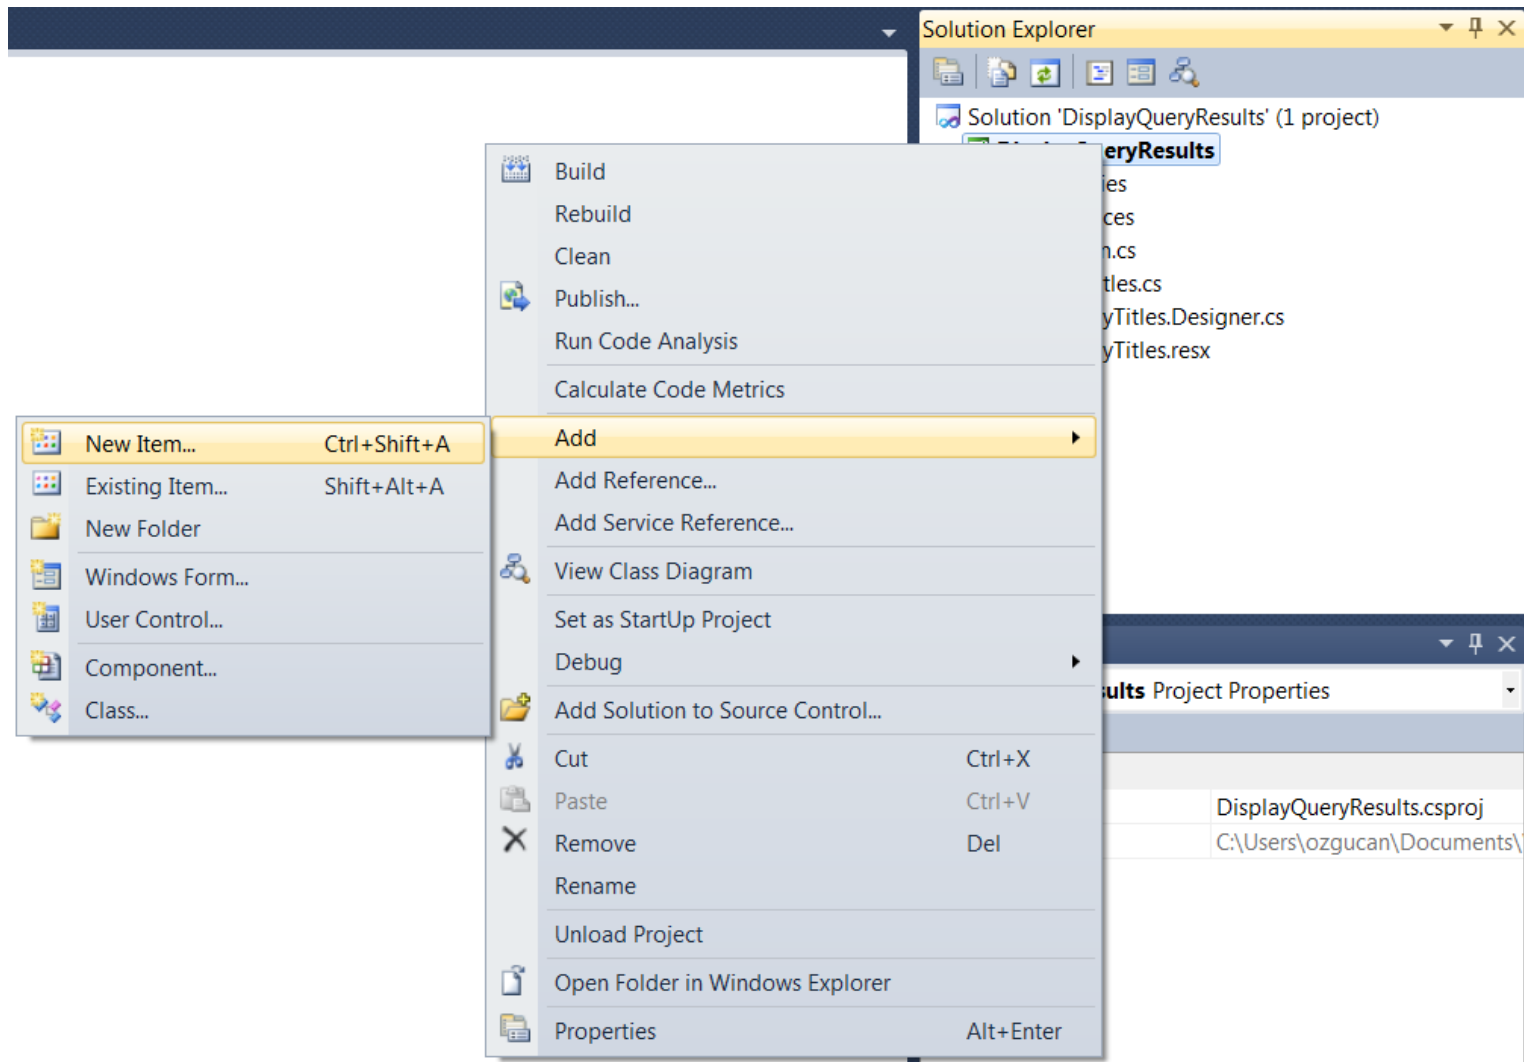 Solution Explorer
Solution 'DisplayQueryResults' (1 project)
eryResults
ies
ces
n.cs
tles.cs
yTitles.Designer.cs
yTitles.resx
Build
Rebuild
Clean
Publish...
Run Code Analysis
Calculate Code Metrics
Add
Add Reference...
Add Service Reference...
View Class Diagram
Set as StartUp Project
Debug
Add Solution to Source Control...
Cut Ctrl+X
Paste Ctrl+V
Remove Del
Rename
Unload Project
Open Folder in Windows Explorer
Properties Alt+Enter
New Item... Ctrl+Shift+A
Existing Item... Shift+Alt+A
New Folder
Windows Form...
User Control...
Component...
Class...
ults Project Properties
DisplayQueryResults.csproj
C:\Users\ozgucan\Documents\